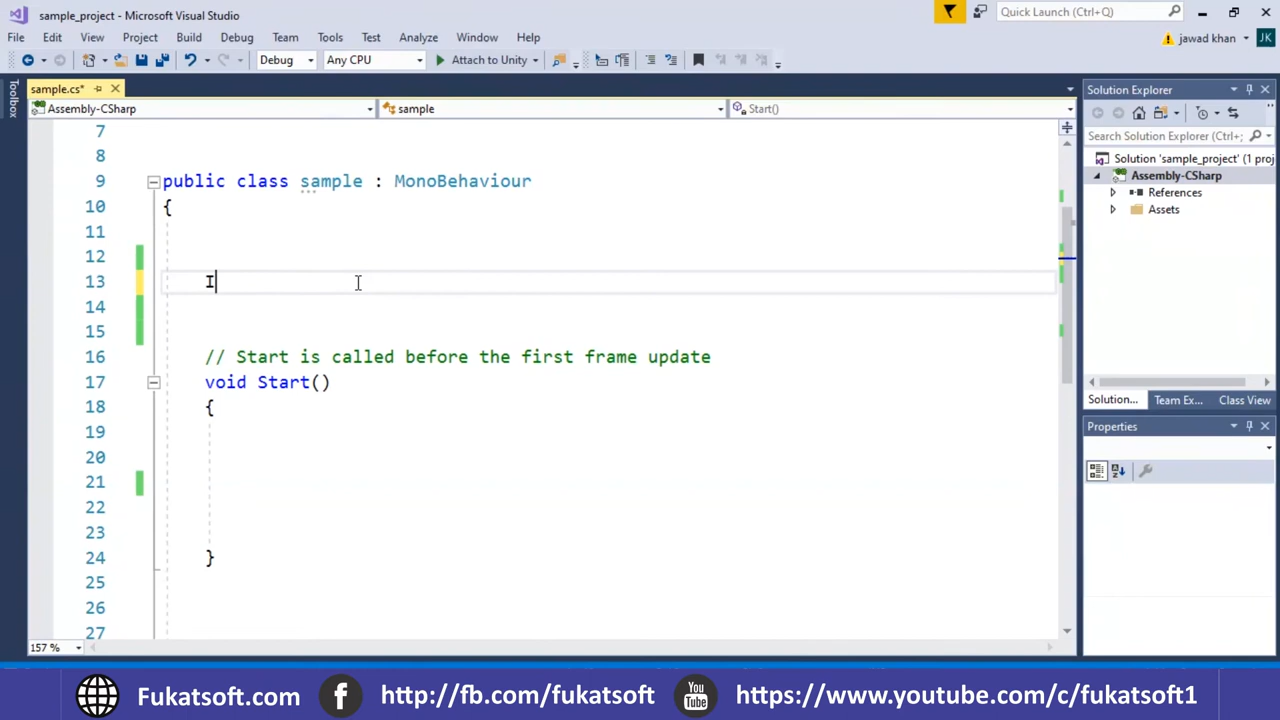 sample_project - Microsoft Visual Studio
Quick Launch (Ctrl+Q)
File Edit View Project Build Debug Team Tools Test Analyze Window Help
jawad khan JK
Debug Any CPU Attach to Unity
Toolbox
sample.cs*
Assembly-CSharp sample Start()
7
8
9 public class sample : MonoBehaviour
10 {
11
12
13 I
14
15
16 // Start is called before the first frame update
17 void Start()
18 {
19
20
21
22
23
24 }
25
26
27
157 %
Solution Explorer
Search Solution Explorer (Ctrl+;
Solution 'sample_project' (1 proj
Assembly-CSharp
References
Assets
Solution... Team Ex... Class View
Properties
Fukatsoft.com
http://fb.com/fukatsoft
You Tube
https://www.youtube.com/c/fukatsoft1